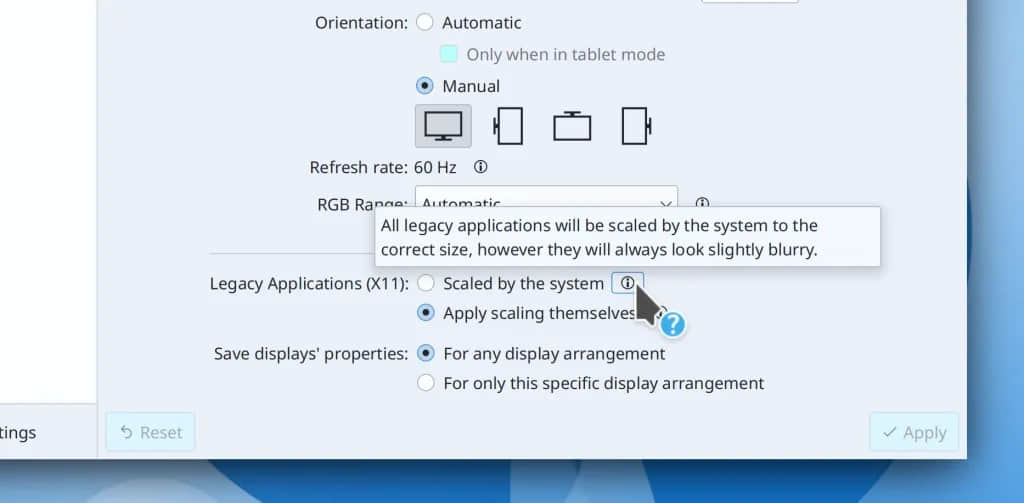 Orientation: Automatic
Only when in tablet mode
Manual
Refresh rate: 60 Hz
RGB Range: Automatic
All legacy applications will be scaled by the system to the
correct size, however they will always look slightly blurry.
Legacy Applications (X11): Scaled by the system
Apply scaling themselves
Save displays' properties: For any display arrangement
For only this specific display arrangement
tings
Reset
Apply